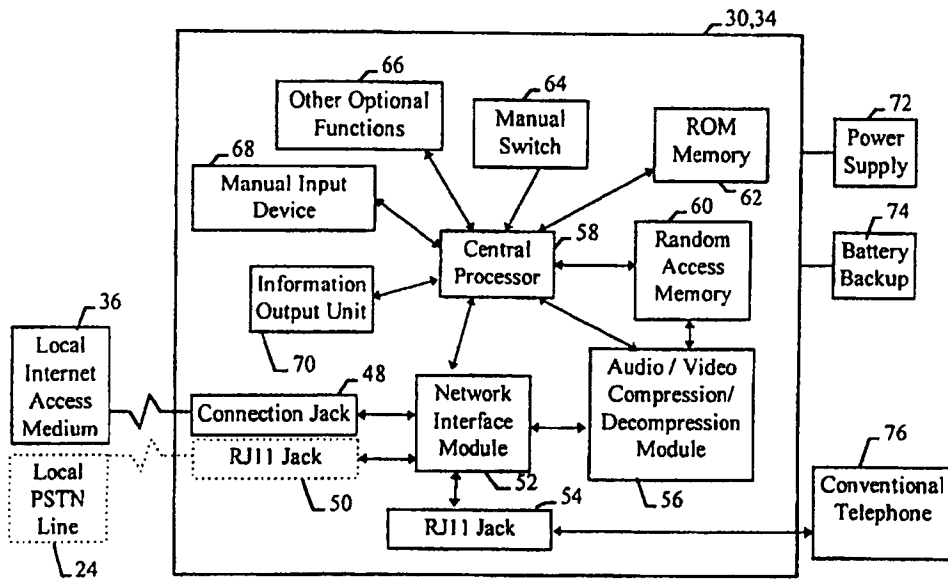 30,34
66
Other Optional
Functions
64
Manual
Switch
ROM
Memory
62
72
Power
Supply
68
Manual Input
Device
60
Random
Access
Memory
58
Central
Processor
74
Battery
Backup
Information
Output Unit
70
36
Local
Internet
Access
Medium
48
Connection Jack
Network
Interface
Module
52
Audio / Video
Compression/
Decompression
Module
56
RJ11 Jack
50
Local
PSTN
Line
24
54
RJ11 Jack
76
Conventional
Telephone